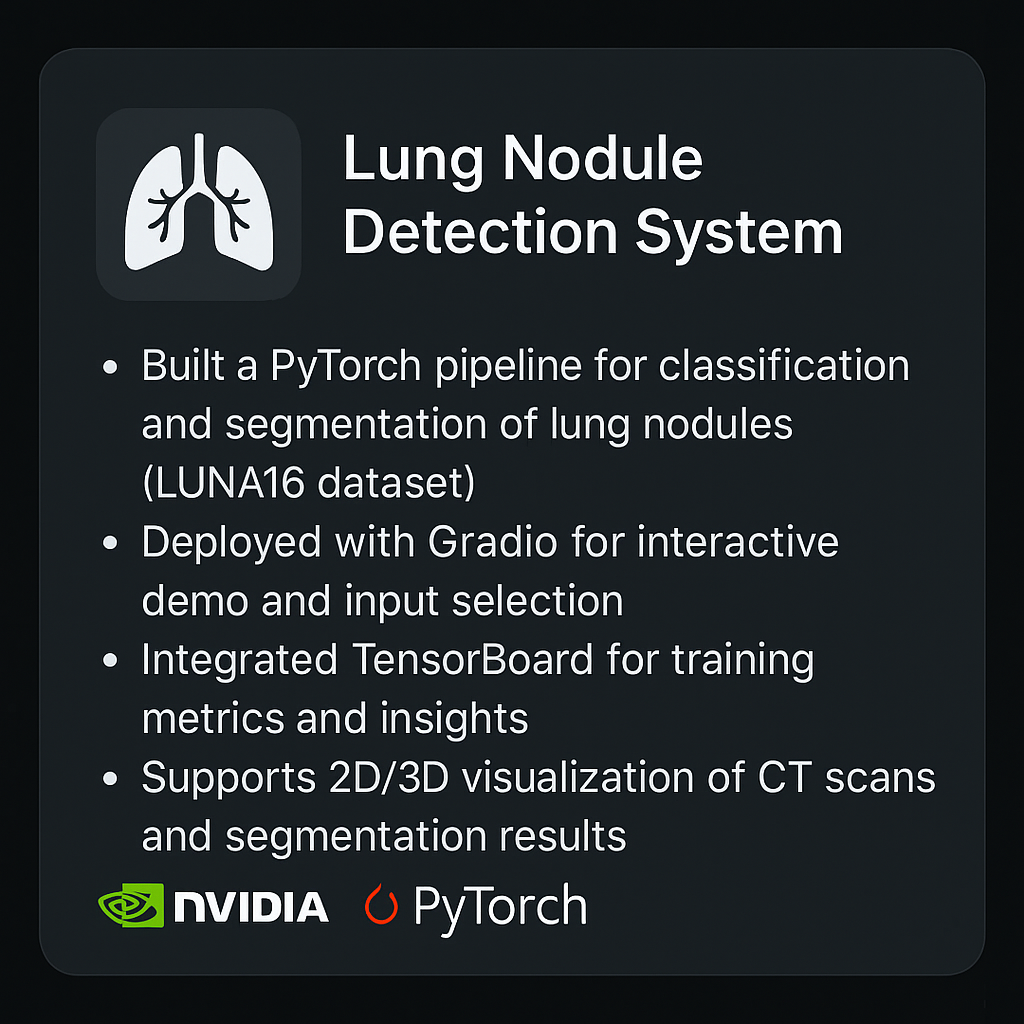 Lung Nodule
Detection System
• Built a PyTorch pipeline for classification
and segmentation of lung nodules
(LUNA16 dataset)
• Deployed with Gradio for interactive
demo and input selection
• Integrated TensorBoard for training
metrics and insights
• Supports 2D/3D visualization of CT scans
and segmentation results
NVIDIA PyTorch